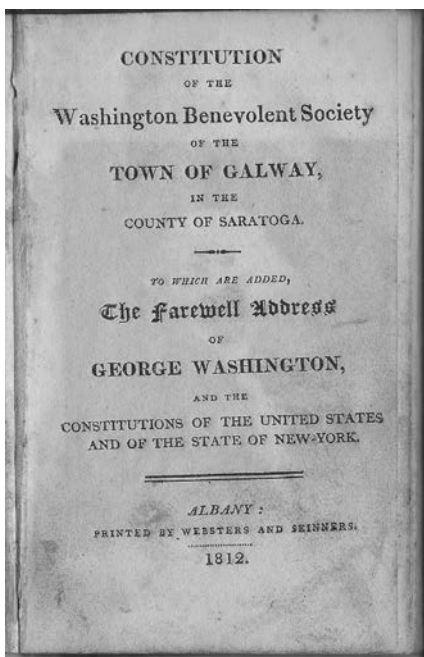 CONSTITUTION
OF THE
Washington Benevolent Society
OF THE
TOWN OF GALWAY,
IN THE
COUNTY OF SARATOGA.
TO WHICH ARE ADDED,
The Farewell Address
OF
GEORGE WASHINGTON,
AND THE
CONSTITUTIONS OF THE UNITED STATES
AND OF THE STATE OF NEW-YORK.
ALBANY:
PRINTED BY WEBSTERS AND SKINNERS.
1812.